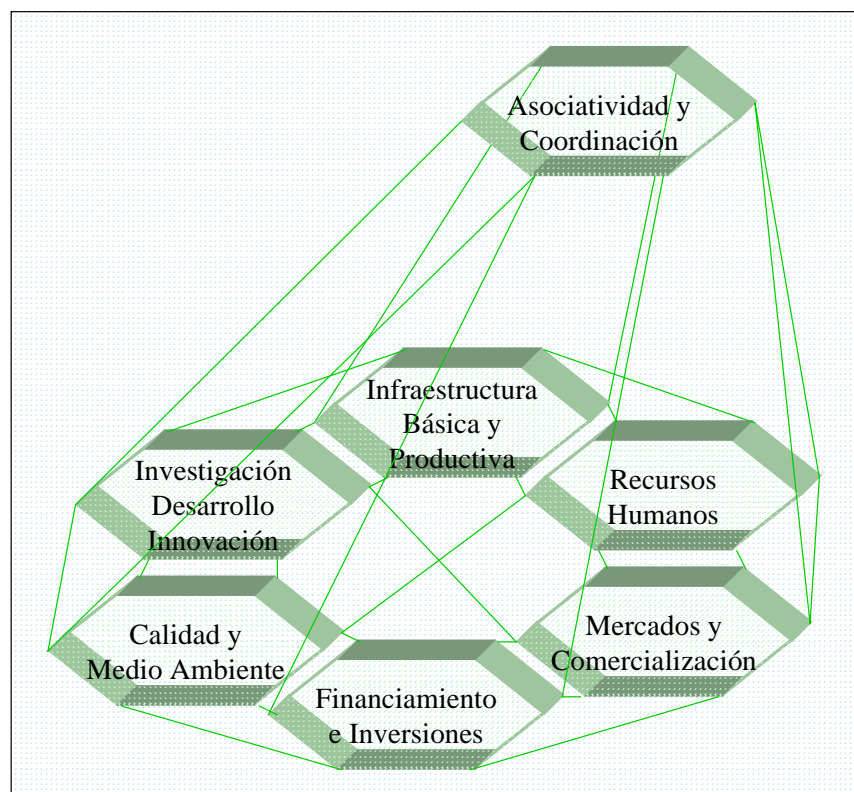 Asociatividad y
Coordinación
Infraestructura
Básica y
Productiva
Investigación
Desarrollo
Innovación
Recursos
Humanos
Calidad y
Medio Ambiente
Mercados y
Comercialización
Financiamiento
e Inversiones